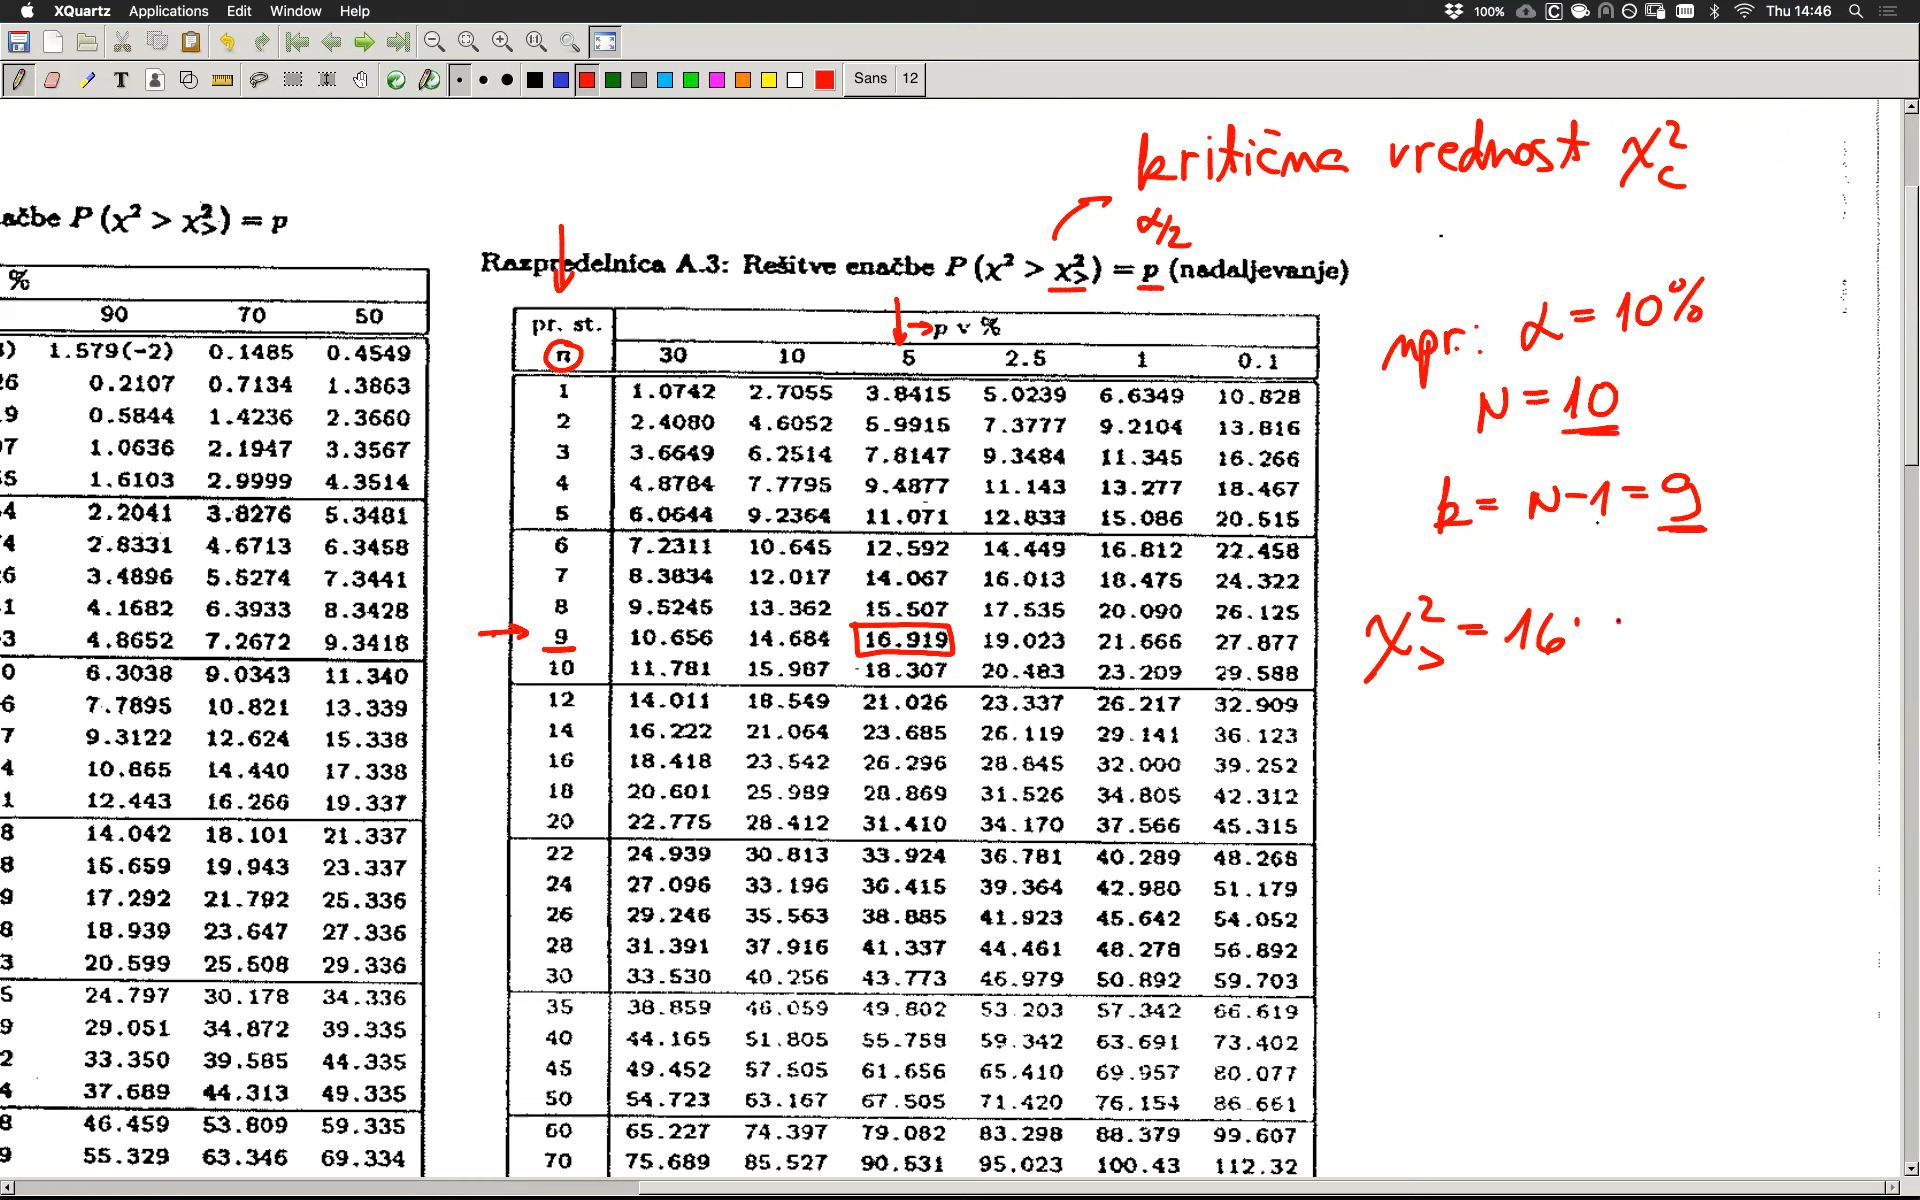 XQuartz Applications Edit Window Help 100% Thu 14:46
Sans 12
kritična vrednost χ²c
α/2
ačbe P(χ² > χ²>) = p
Razpredelnica A.3: Rešitve enačbe P(χ² > χ²>) = p (nadaljevanje)
%
90 70 50
1.579(-2) 0.1485 0.4549
0.2107 0.7134 1.3863
0.5844 1.4236 2.3660
1.0636 2.1947 3.3567
1.6103 2.9999 4.3514
2.2041 3.8276 5.3481
2.8331 4.6713 6.3458
3.4896 5.5274 7.3441
4.1682 6.3933 8.3428
4.8652 7.2672 9.3418
6.3038 9.0343 11.340
7.7895 10.821 13.339
9.3122 12.624 15.338
10.865 14.440 17.338
12.443 16.266 19.337
14.042 18.101 21.337
15.659 19.943 23.337
17.292 21.792 25.336
18.939 23.647 27.336
20.599 25.508 29.336
24.797 30.178 34.336
29.051 34.872 39.335
33.350 39.585 44.335
37.689 44.313 49.335
46.459 53.809 59.335
55.329 63.346 69.334
pr. st. p v %
n 30 10 5 2.5 1 0.1
1 1.0742 2.7055 3.8415 5.0239 6.6349 10.828
2 2.4080 4.6052 5.9915 7.3777 9.2104 13.816
3 3.6649 6.2514 7.8147 9.3484 11.345 16.266
4 4.8784 7.7795 9.4877 11.143 13.277 18.467
5 6.0644 9.2364 11.071 12.833 15.086 20.515
6 7.2311 10.645 12.592 14.449 16.812 22.458
7 8.3834 12.017 14.067 16.013 18.475 24.322
8 9.5245 13.362 15.507 17.535 20.090 26.125
9 10.656 14.684 16.919 19.023 21.666 27.877
10 11.781 15.987 18.307 20.483 23.209 29.588
12 14.011 18.549 21.026 23.337 26.217 32.909
14 16.222 21.064 23.685 26.119 29.141 36.123
16 18.418 23.542 26.296 28.845 32.000 39.252
18 20.601 25.989 28.869 31.526 34.805 42.312
20 22.775 28.412 31.410 34.170 37.566 45.315
22 24.939 30.813 33.924 36.781 40.289 48.268
24 27.096 33.196 36.415 39.364 42.980 51.179
26 29.246 35.563 38.885 41.923 45.642 54.052
28 31.391 37.916 41.337 44.461 48.278 56.892
30 33.530 40.256 43.773 46.979 50.892 59.703
35 38.859 46.059 49.802 53.203 57.342 66.619
40 44.165 51.805 55.758 59.342 63.691 73.402
45 49.452 57.505 61.656 65.410 69.957 80.077
50 54.723 63.167 67.505 71.420 76.154 86.661
60 65.227 74.397 79.082 83.298 88.379 99.607
70 75.689 85.527 90.531 95.023 100.43 112.32
npr.: α = 10%
N = 10
k = N-1 = 9
χ²> = 16.